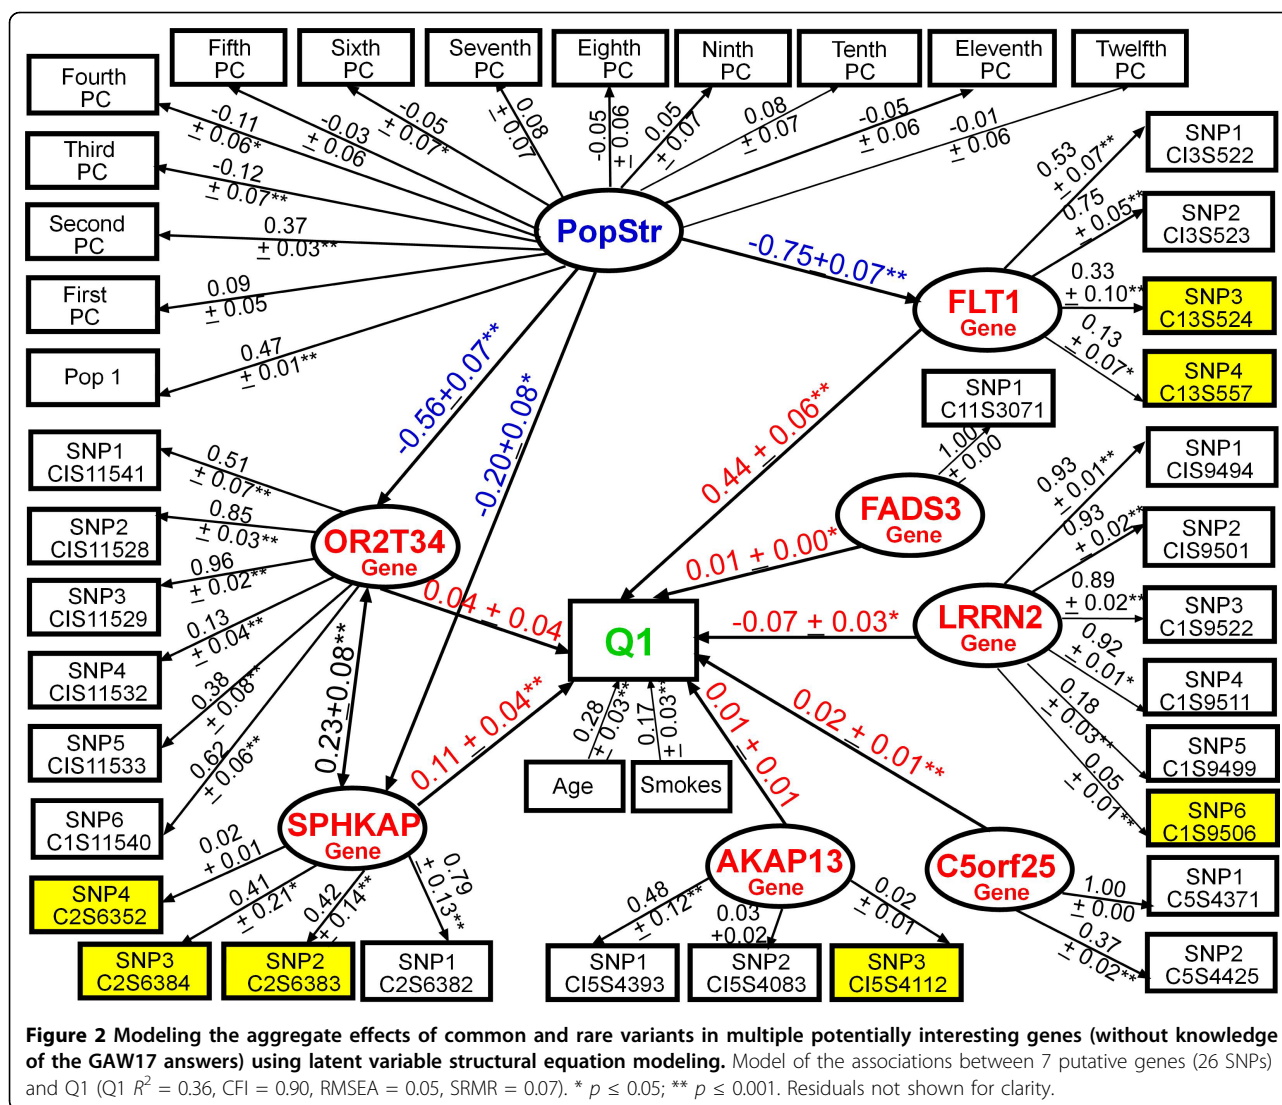 Fifth
PC
Sixth
PC
Seventh
PC
Eighth
PC
Ninth
PC
Tenth
PC
Eleventh
PC
Twelfth
PC
Fourth
PC
Third
PC
Second
PC
First
PC
Pop 1
-0.11
± 0.06*
-0.03
± 0.06
-0.05
± 0.07*
0.08
± 0.07
-0.05
± 0.06
0.05
± 0.07
0.08
± 0.07
-0.05
± 0.06
-0.01
± 0.06
-0.12
± 0.07**
0.37
± 0.03**
0.09
± 0.05
0.47
± 0.01**
PopStr
-0.75±0.07**
-0.56±0.07**
-0.20±0.08*
FLT1
Gene
0.53
± 0.07**
0.75
± 0.05**
0.33
± 0.10**
0.13
± 0.07*
SNP1
CI3S522
SNP2
CI3S523
SNP3
C13S524
SNP4
C13S557
0.44 ± 0.06**
SNP1
C11S3071
1.00
± 0.00
FADS3
Gene
0.01 ± 0.00*
SNP1
CIS11541
SNP2
CIS11528
SNP3
CIS11529
SNP4
CIS11532
SNP5
CIS11533
SNP6
C1S11540
0.51
± 0.07**
0.85
± 0.03**
0.96
± 0.02**
0.13
± 0.04**
0.38
± 0.08**
0.62
± 0.06**
OR2T34
Gene
0.04 ± 0.04
0.23±0.08**
Q1
-0.07 ± 0.03*
LRRN2
Gene
0.93
± 0.01**
0.93
± 0.02**
0.89
± 0.02**
0.92
± 0.01*
0.18
± 0.03**
0.05
± 0.01**
SNP1
CIS9494
SNP2
CIS9501
SNP3
C1S9522
SNP4
C1S9511
SNP5
C1S9499
SNP6
C1S9506
0.28
± 0.03**
0.17
± 0.03**
Age
Smokes
0.11 ± 0.04**
0.01 ± 0.01
0.02 ± 0.01**
SPHKAP
Gene
0.02
+ 0.01
0.41
± 0.21*
0.42
± 0.14**
0.79
± 0.13**
SNP4
C2S6352
SNP3
C2S6384
SNP2
C2S6383
SNP1
C2S6382
AKAP13
Gene
0.48
± 0.12**
0.03
+0.02
0.02
± 0.01
SNP1
CI5S4393
SNP2
CI5S4083
SNP3
CI5S4112
C5orf25
Gene
1.00
± 0.00
0.37
± 0.02**
SNP1
C5S4371
SNP2
C5S4425
Figure 2 Modeling the aggregate effects of common and rare variants in multiple potentially interesting genes (without knowledge
of the GAW17 answers) using latent variable structural equation modeling. Model of the associations between 7 putative genes (26 SNPs)
and Q1 (Q1 R² = 0.36, CFI = 0.90, RMSEA = 0.05, SRMR = 0.07). * p ≤ 0.05; ** p ≤ 0.001. Residuals not shown for clarity.